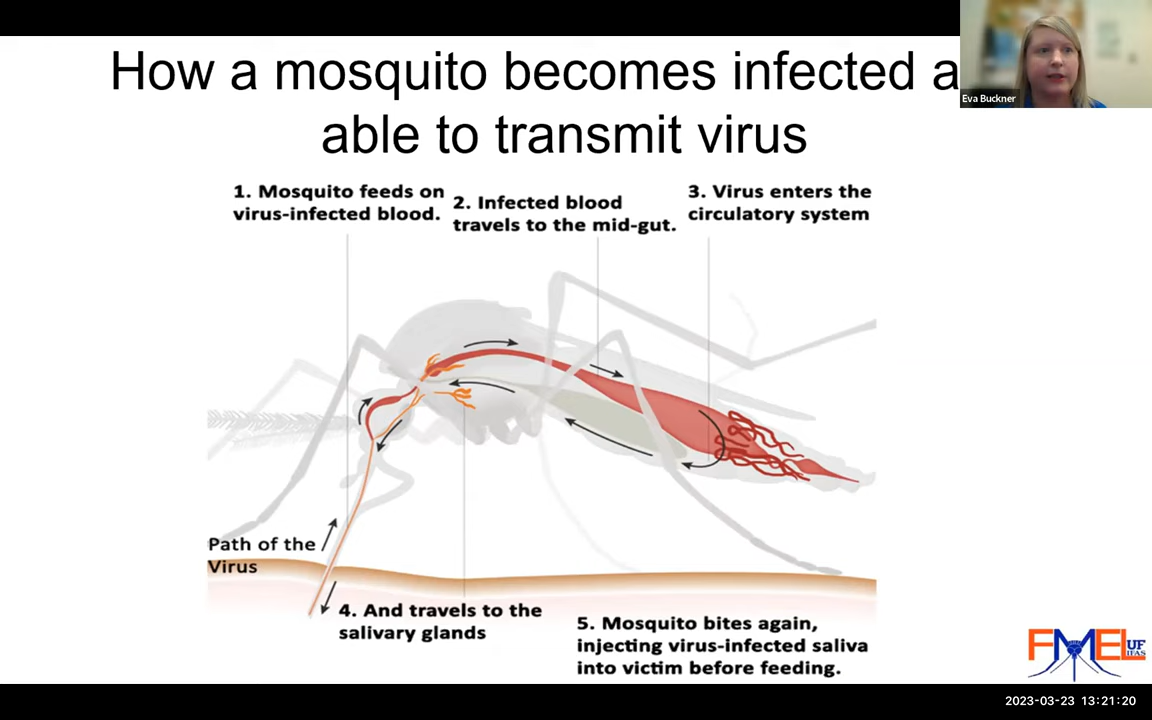 How a mosquito becomes infected a
able to transmit virus
Eva Buckner
1. Mosquito feeds on
virus-infected blood.
2. Infected blood
travels to the mid-gut.
3. Virus enters the
circulatory system
Path of the
Virus
4. And travels to the
salivary glands
5. Mosquito bites again,
injecting virus-infected saliva
into victim before feeding.
FMEL
UF
IFAS
2023-03-23 13:21:20